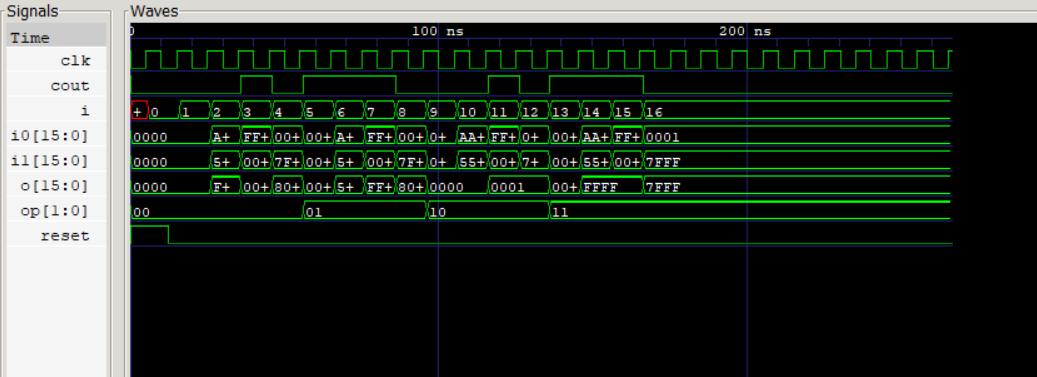 Signals Waves
Time 0 100 ns 200 ns
clk
cout
i + 0 1 2 3 4 5 6 7 8 9 10 11 12 13 14 15 16
i0[15:0] 0000 A+ FF+ 00+ 00+ A+ FF+ 00+ 0+ AA+ FF+ 0+ 00+ AA+ FF+ 0001
i1[15:0] 0000 5+ 00+ 7F+ 00+ 5+ 00+ 7F+ 0+ 55+ 00+ 7+ 00+ 55+ 00+ 7FFF
o[15:0] 0000 F+ 00+ 80+ 00+ 5+ FF+ 80+ 0000 0001 00+ FFFF 7FFF
op[1:0] 00 01 10 11
reset